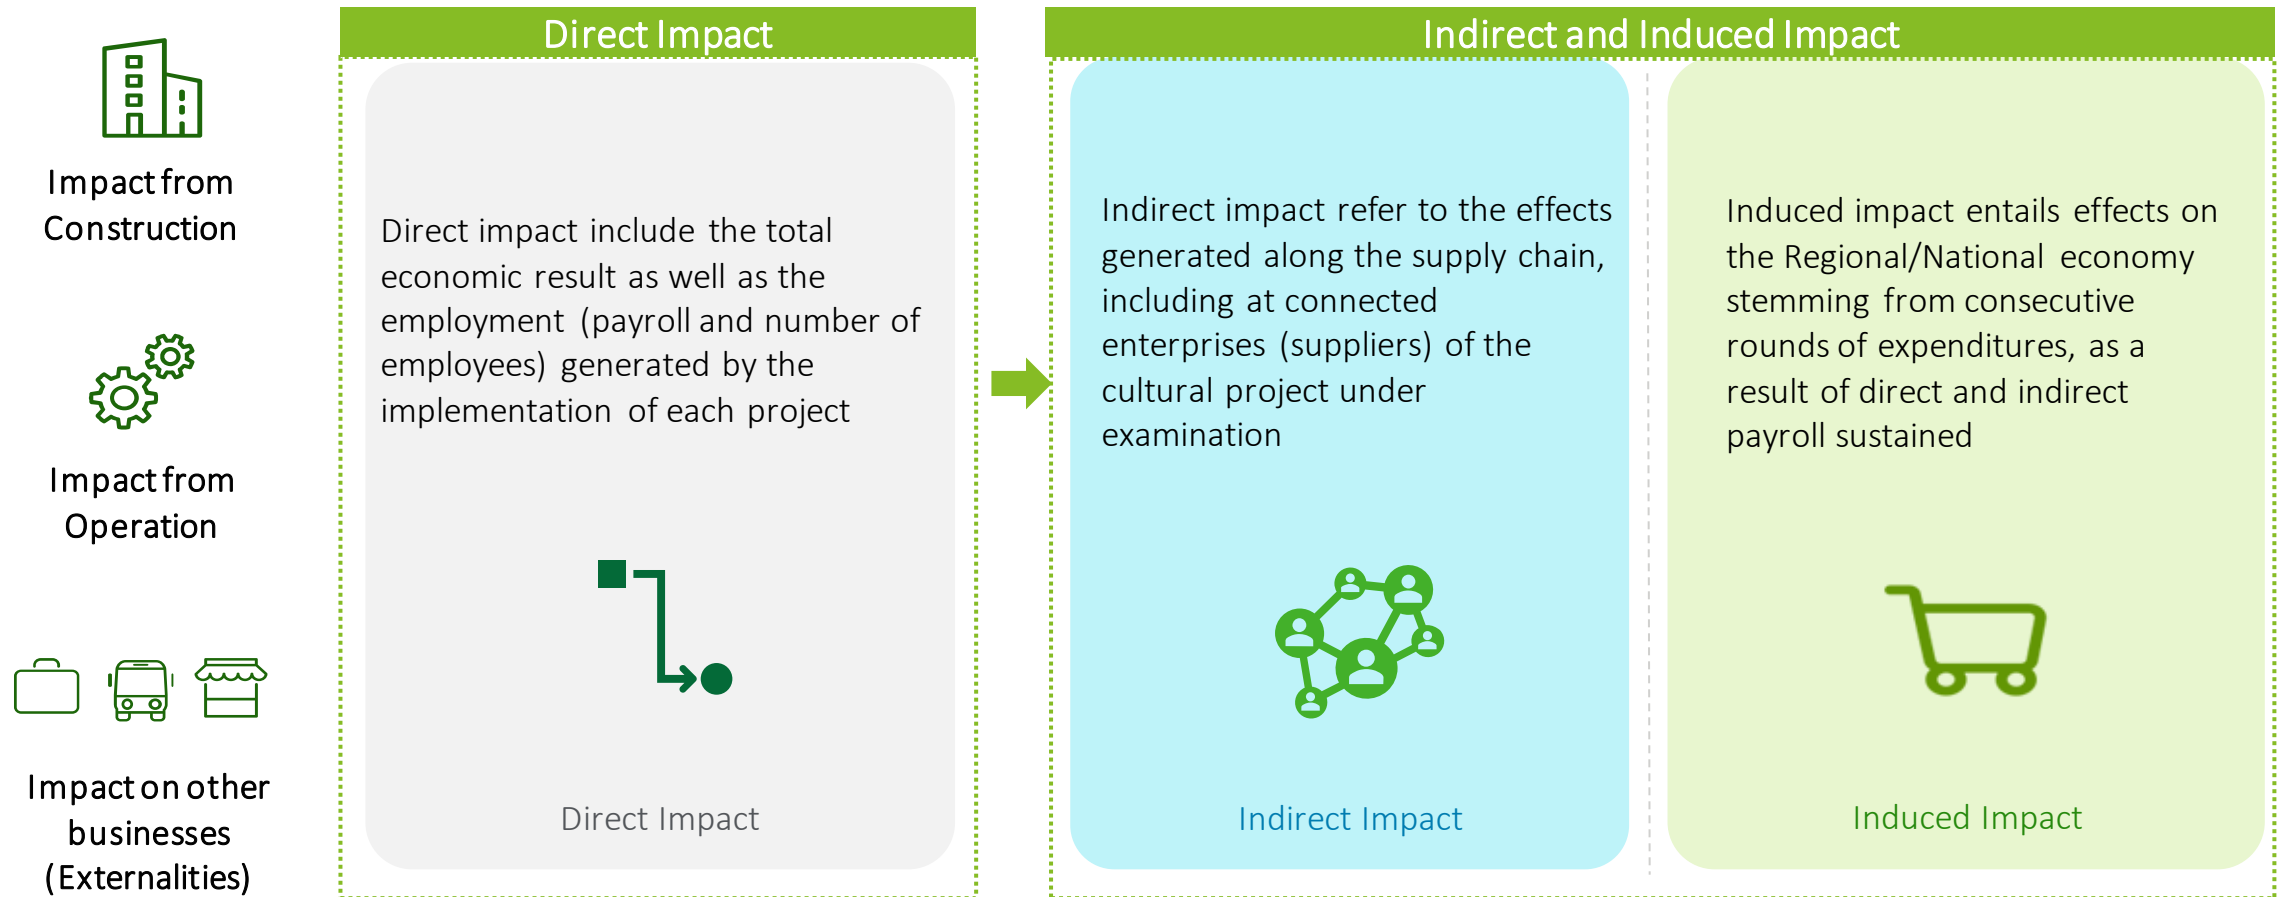 Impact from
Construction
Impact from
Operation
Impact on other
businesses
(Externalities)
Direct Impact
Direct impact include the total
economic result as well as the
employment (payroll and number of
employees) generated by the
implementation of each project
Direct Impact
Indirect and Induced Impact
Indirect impact refer to the effects
generated along the supply chain,
including at connected
enterprises (suppliers) of the
cultural project under
examination
Indirect Impact
Induced impact entails effects on
the Regional/National economy
stemming from consecutive
rounds of expenditures, as a
result of direct and indirect
payroll sustained
Induced Impact